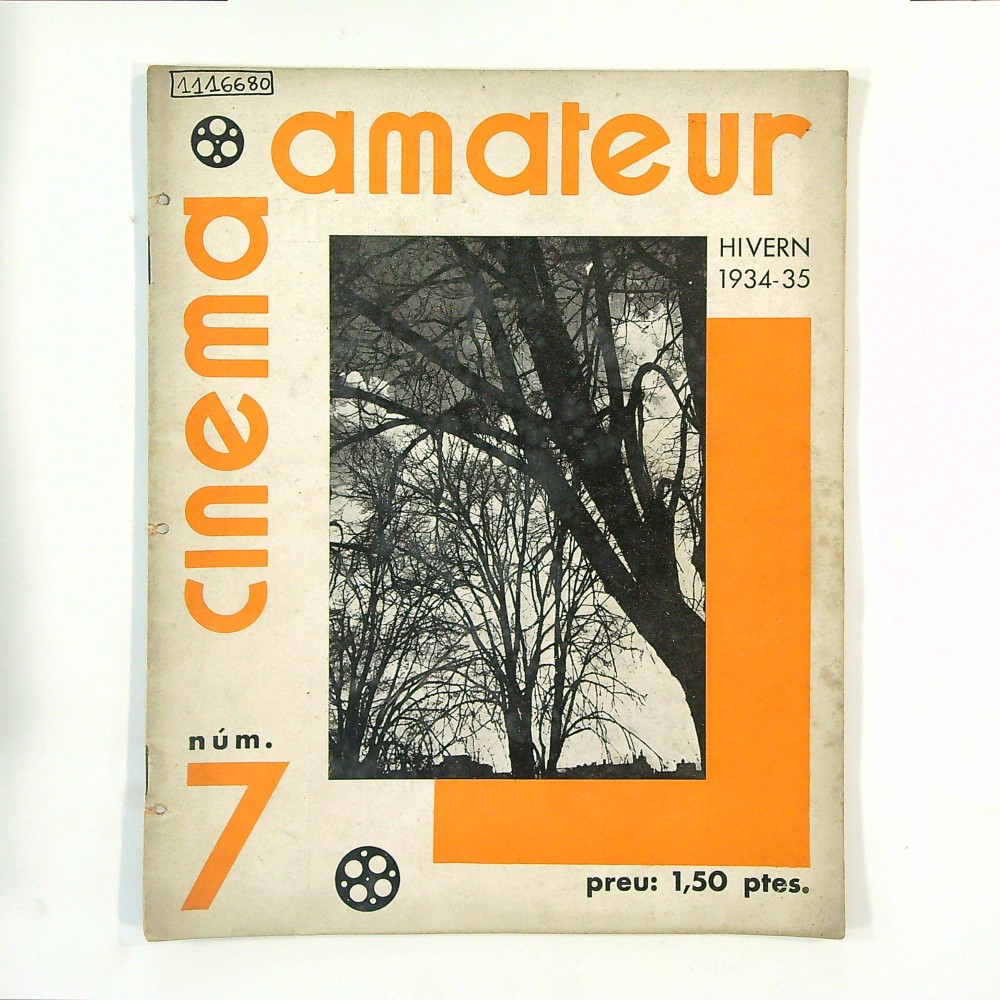 1116680
cinema
amateur
HIVERN
1934-35
núm.
7
preu: 1,50 ptes.